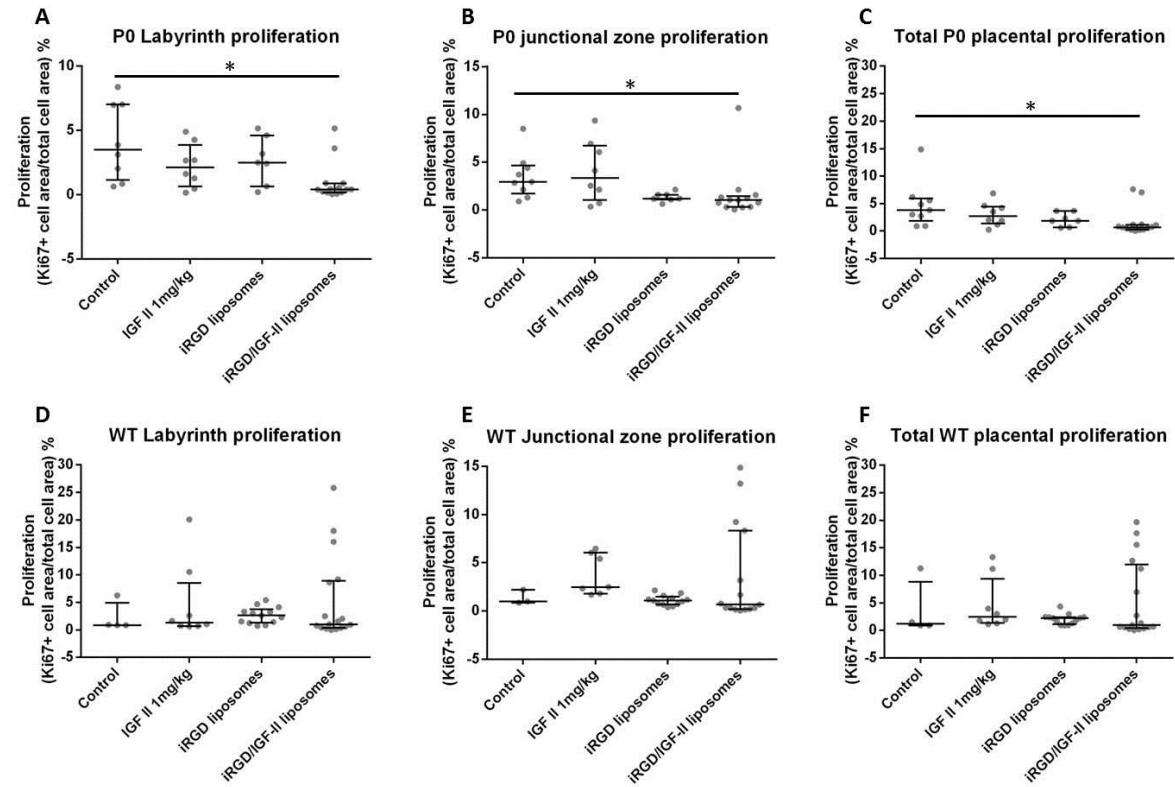 A
P0 Labyrinth proliferation
Proliferation
(Ki67+ cell area/total cell area) %
10
5
0
-5
*
Control
IGF II 1mg/kg
iRGD liposomes
iRGD/IGF-II liposomes
B
P0 junctional zone proliferation
Proliferation
(Ki67+ cell area/total cell area) %
15
10
5
0
-5
*
Control
IGF II 1mg/kg
iRGD liposomes
iRGD/IGF-II liposomes
C
Total P0 placental proliferation
Proliferation
(Ki67+ cell area/total cell area) %
30
25
20
15
10
5
0
-5
*
Control
IGF II 1mg/kg
iRGD liposomes
iRGD/IGF-II liposomes
D
WT Labyrinth proliferation
Proliferation
(Ki67+ cell area/total cell area) %
30
25
20
15
10
5
0
-5
Control
IGF II 1mg/kg
iRGD liposomes
iRGD/IGF-II liposomes
E
WT Junctional zone proliferation
Proliferation
(Ki67+ cell area/total cell area) %
15
10
5
0
-5
Control
IGF II 1mg/kg
iRGD liposomes
iRGD/IGF-II liposomes
F
Total WT placental proliferation
Proliferation
(Ki67+ cell area/total cell area) %
30
25
20
15
10
5
0
-5
Control
IGF II 1mg/kg
iRGD liposomes
iRGD/IGF-II liposomes